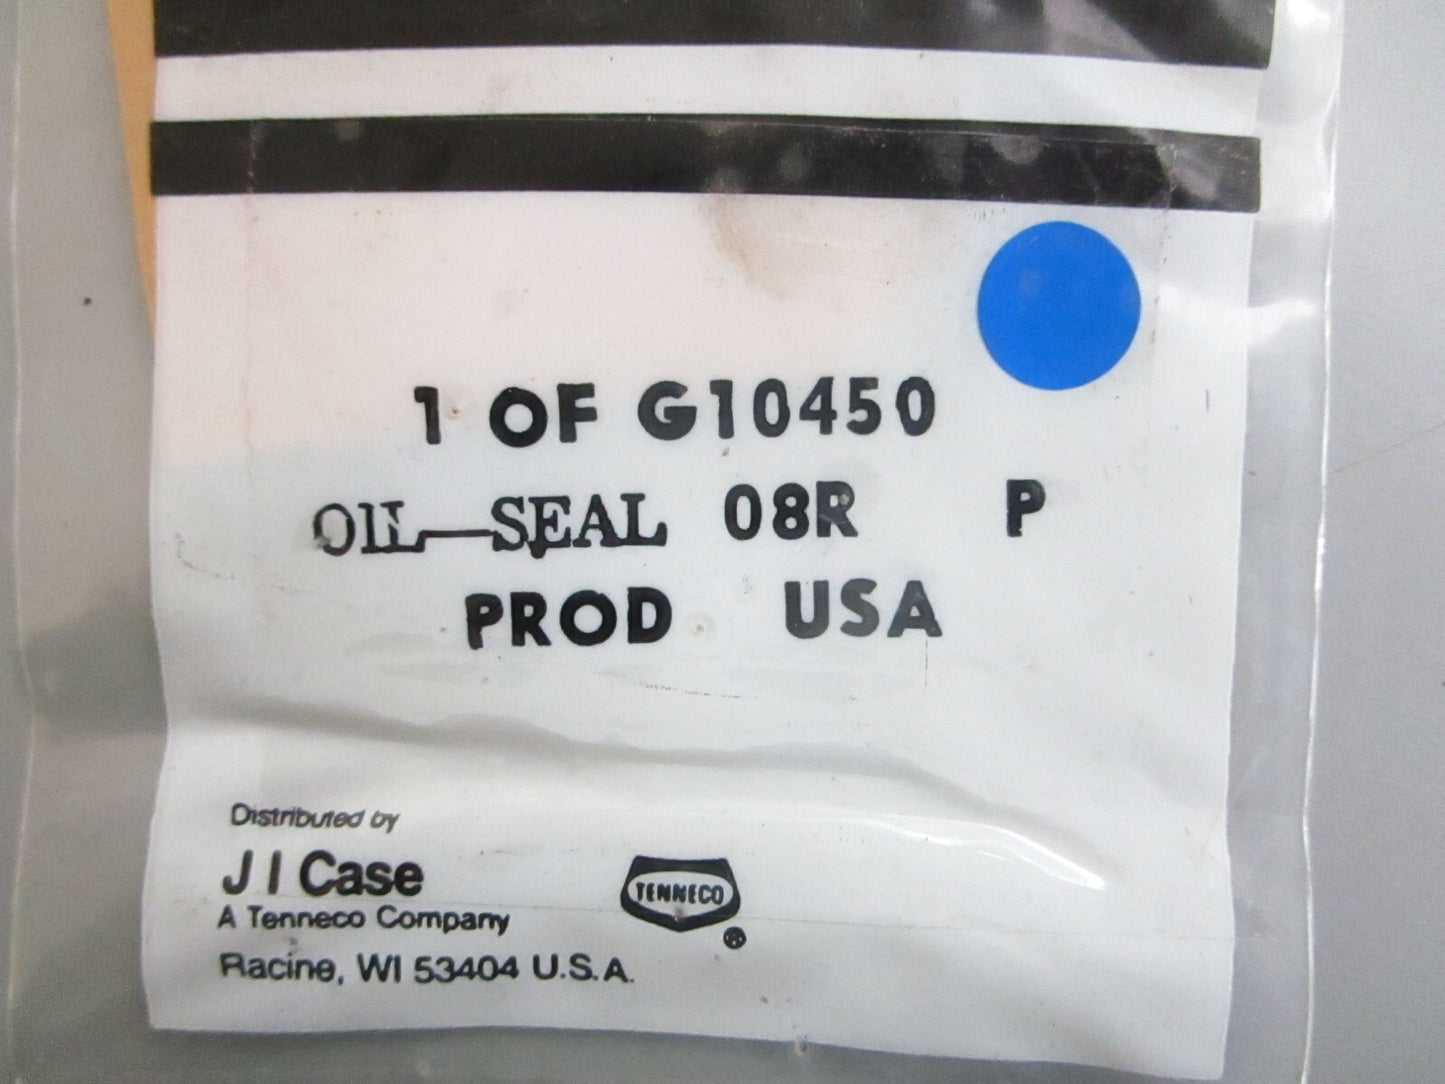 1 OF G10450
OIL—SEAL 08R P
PROD USA
Distributed by
J I Case
A Tenneco Company
Racine, WI 53404 U.S.A.
TENNECO
®